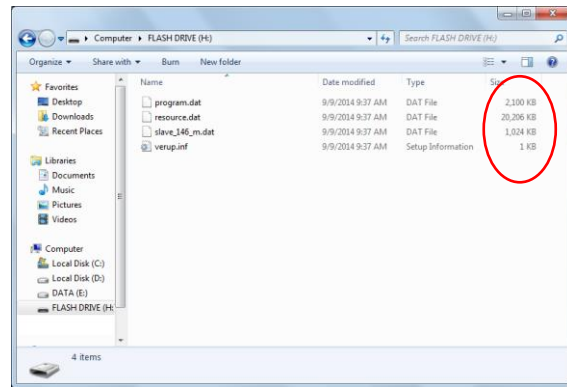 Computer ▸ FLASH DRIVE (H:)
Search FLASH DRIVE (H:)
Organize Share with Burn New folder
Favorites
Desktop
Downloads
Recent Places
Libraries
Documents
Music
Pictures
Videos
Computer
Local Disk (C:)
Local Disk (D:)
DATA (E:)
FLASH DRIVE (H:
Name Date modified Type Siz
program.dat 9/9/2014 9:37 AM DAT File 2,100 KB
resource.dat 9/9/2014 9:37 AM DAT File 20,206 KB
slave_146_m.dat 9/9/2014 9:37 AM DAT File 1,024 KB
verup.inf 9/9/2014 9:37 AM Setup Information 1 KB
4 items